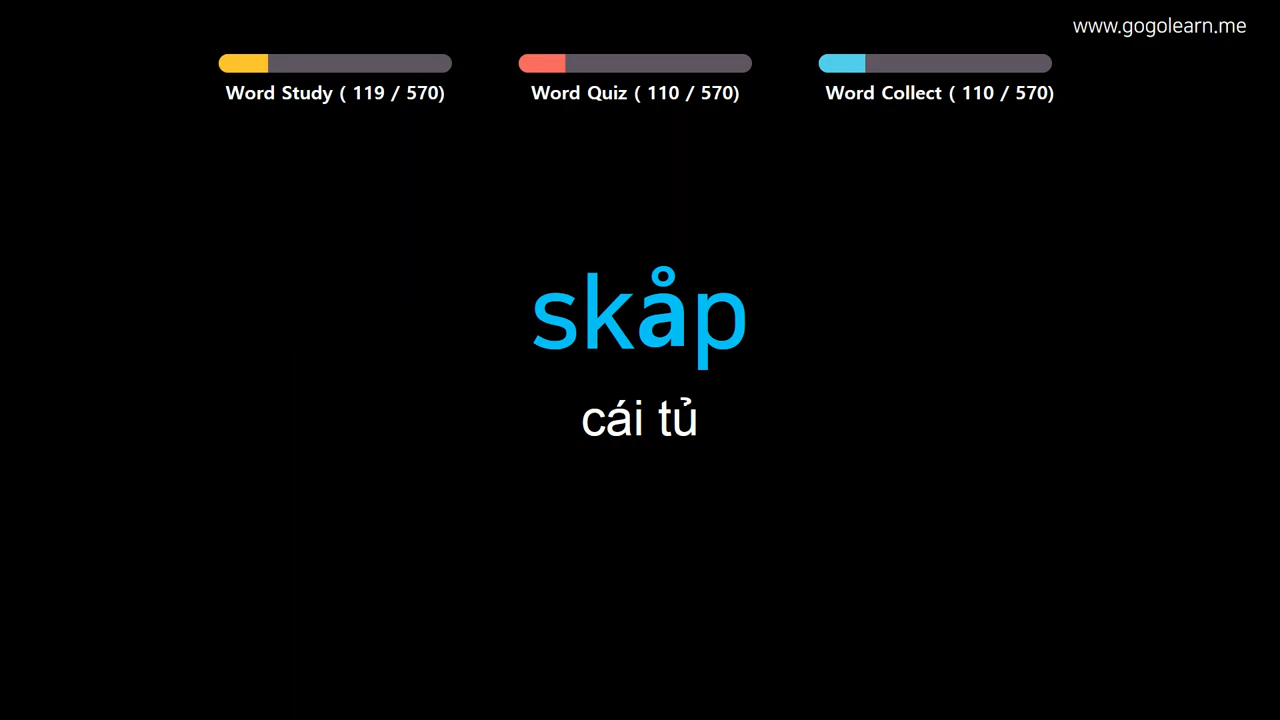 www.gogolearn.me
Word Study ( 119 / 570)
Word Quiz ( 110 / 570)
Word Collect ( 110 / 570)
skåp
cái tủ